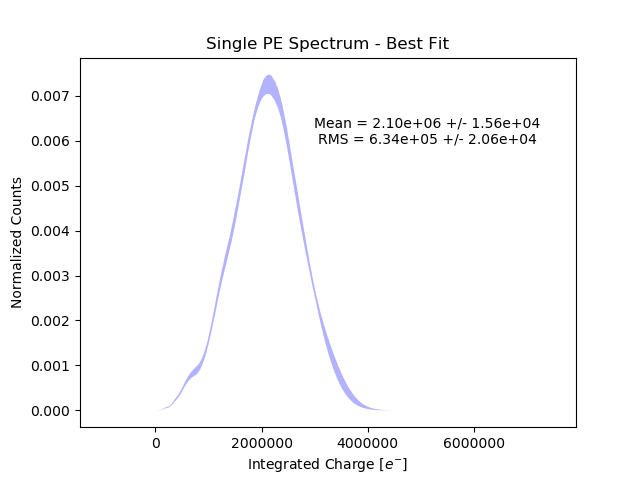 Single PE Spectrum - Best Fit
Mean = 2.10e+06 +/- 1.56e+04
RMS = 6.34e+05 +/- 2.06e+04
Normalized Counts
0.007
0.006
0.005
0.004
0.003
0.002
0.001
0.000
0 2000000 4000000 6000000
Integrated Charge [e⁻]